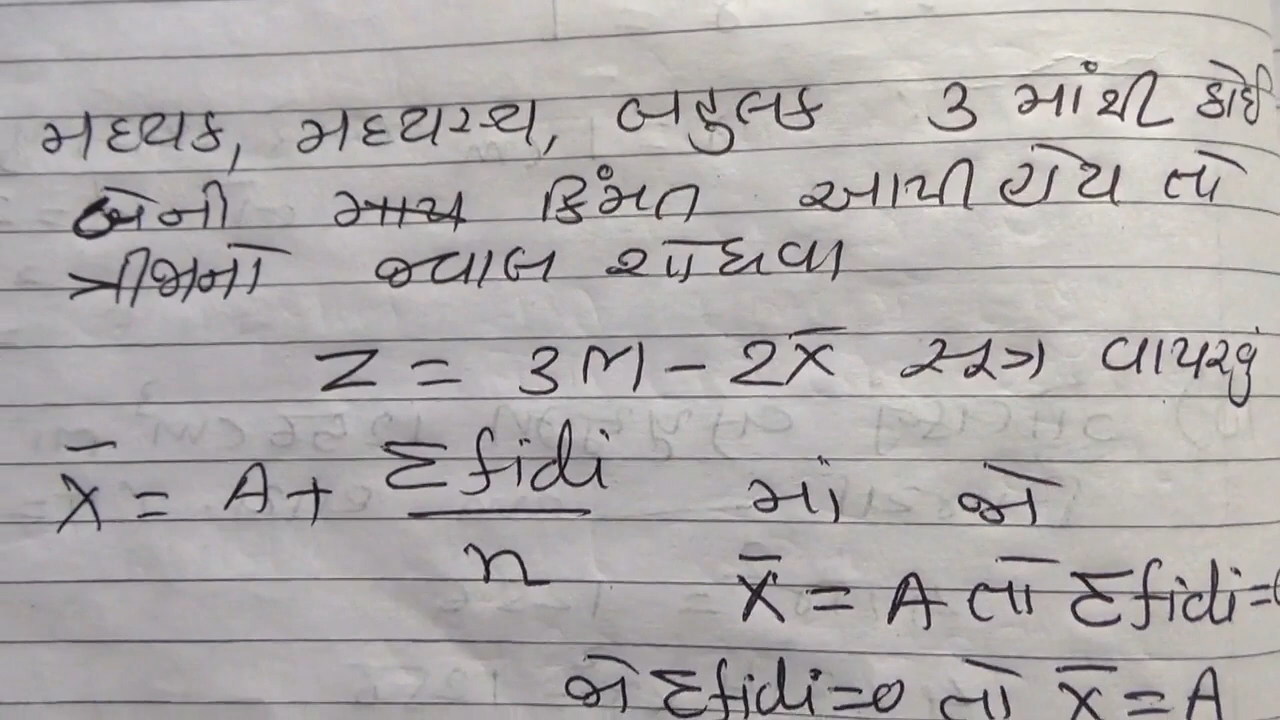 મધ્યક, મધ્યસ્થ, બહુલક 3 માંથી કોઈ
બેની કિંમત આપી હોય તો
ત્રીજાનો જવાબ શોધવા
Z = 3M - 2X̄ સૂત્ર વાપરવું
X̄ = A + Σfidi / n માં જો
X̄ = A તો Σfidi=0
જો Σfidi=0 તો X̄ = A